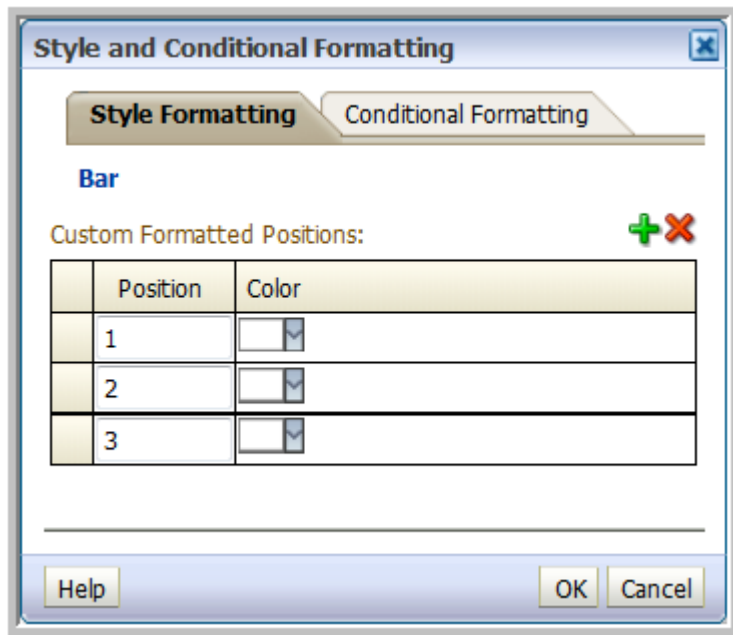 Style and Conditional Formatting
Style Formatting Conditional Formatting
Bar
Custom Formatted Positions:
Position Color
1
2
3
Help OK Cancel